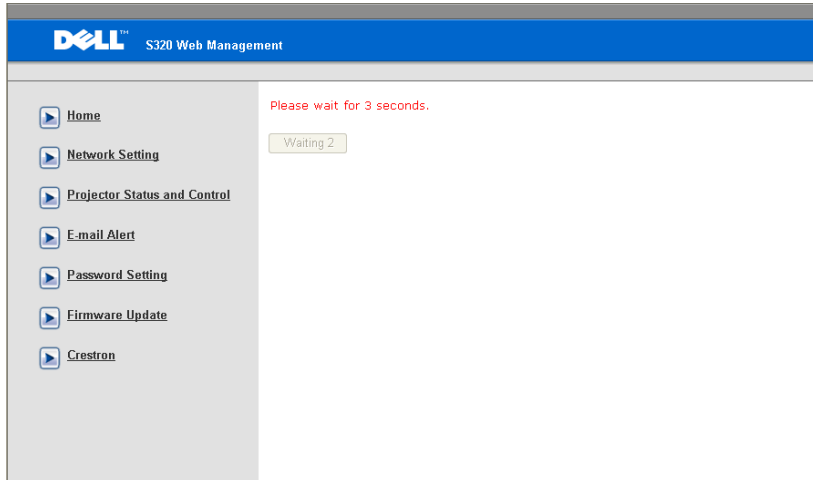 DELL™ S320 Web Management
Home
Network Setting
Projector Status and Control
E-mail Alert
Password Setting
Firmware Update
Crestron
Please wait for 3 seconds.
Waiting 2